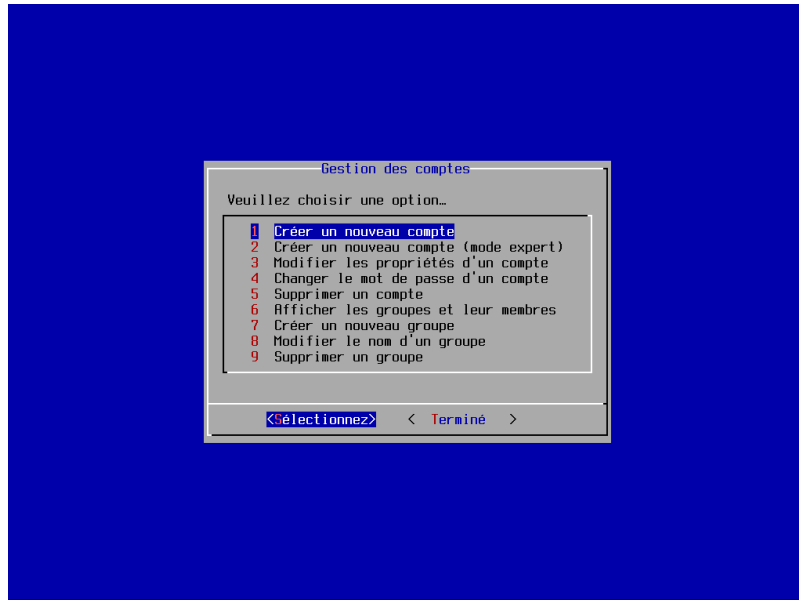 Gestion des comptes
Veuillez choisir une option…
1 Créer un nouveau compte
2 Créer un nouveau compte (mode expert)
3 Modifier les propriétés d'un compte
4 Changer le mot de passe d'un compte
5 Supprimer un compte
6 Afficher les groupes et leur membres
7 Créer un nouveau groupe
8 Modifier le nom d'un groupe
9 Supprimer un groupe
<Sélectionnez> < Terminé >